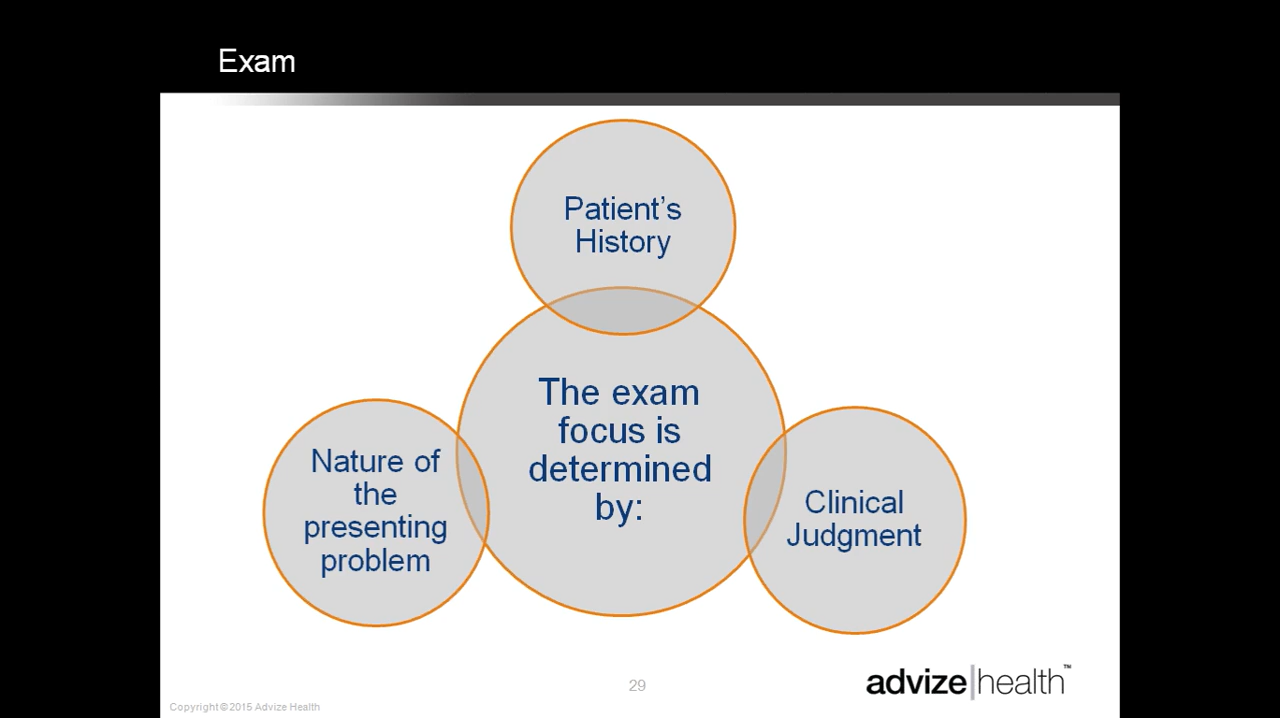 Exam
Patient’s
History
The exam
focus is
determined
by:
Nature of
the
presenting
problem
Clinical
Judgment
29
advize|health™
Copyright©2015 Advize Health